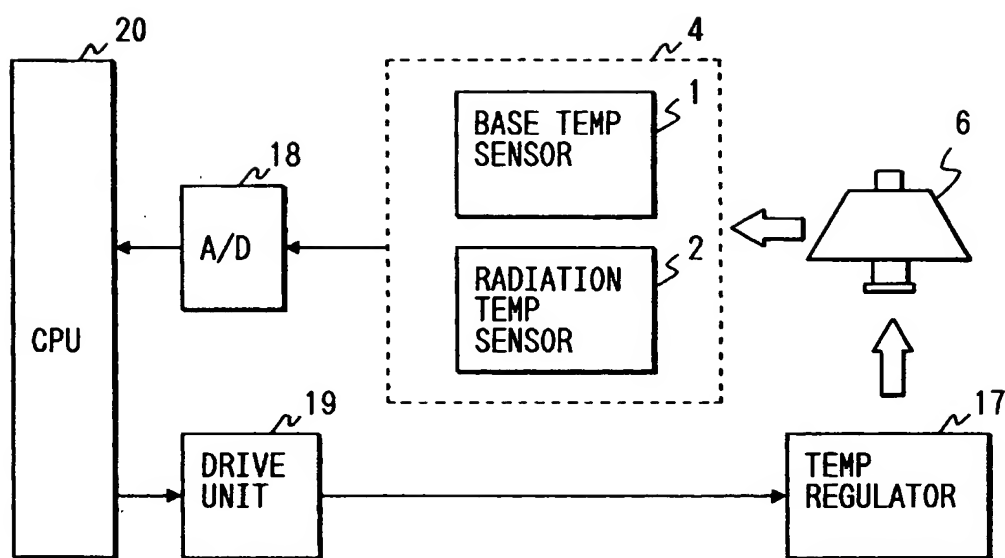 20
4
1
BASE TEMP
SENSOR
6
18
A/D
2
RADIATION
TEMP
SENSOR
CPU
19
17
DRIVE
UNIT
TEMP
REGULATOR